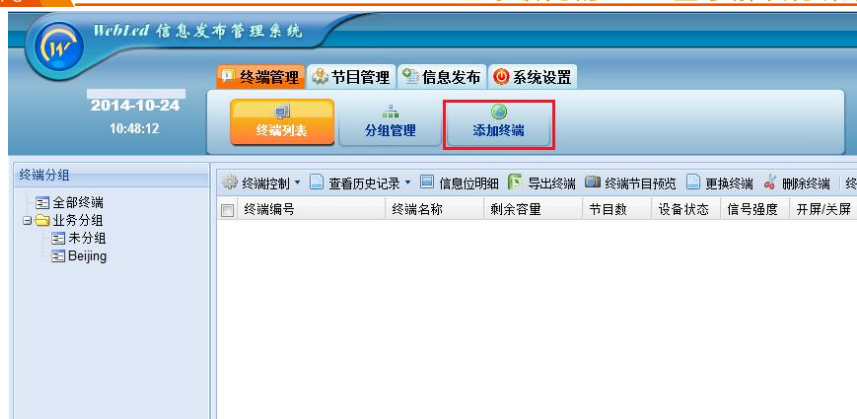 WebLed 信息发布管理系统
终端管理 节目管理 信息发布 系统设置
2014-10-24
10:48:12
终端列表 分组管理 添加终端
终端分组
全部终端
业务分组
未分组
Beijing
终端控制 查看历史记录 信息位明细 导出终端 终端节目预览 更换终端 删除终端 终
终端编号 终端名称 剩余容量 节目数 设备状态 信号强度 开屏/关屏